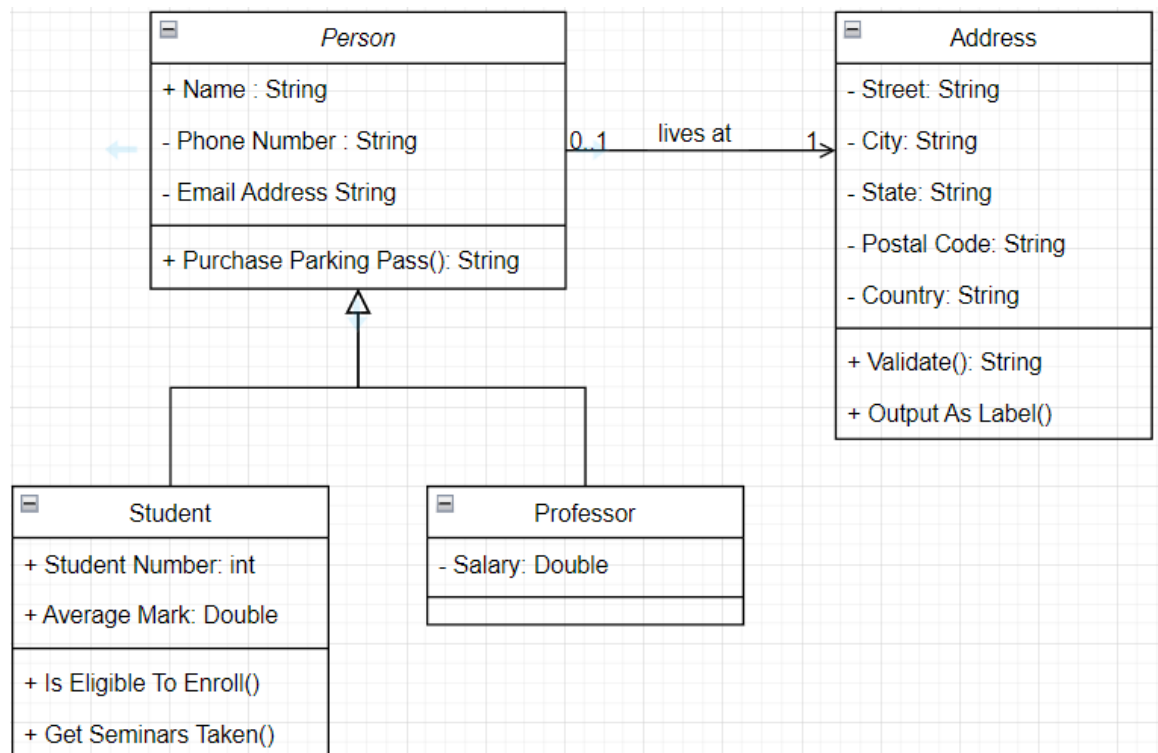 Person
+ Name : String
- Phone Number : String
- Email Address String
+ Purchase Parking Pass(): String
0..1
lives at
1
Address
- Street: String
- City: String
- State: String
- Postal Code: String
- Country: String
+ Validate(): String
+ Output As Label()
Student
+ Student Number: int
+ Average Mark: Double
+ Is Eligible To Enroll()
+ Get Seminars Taken()
Professor
- Salary: Double